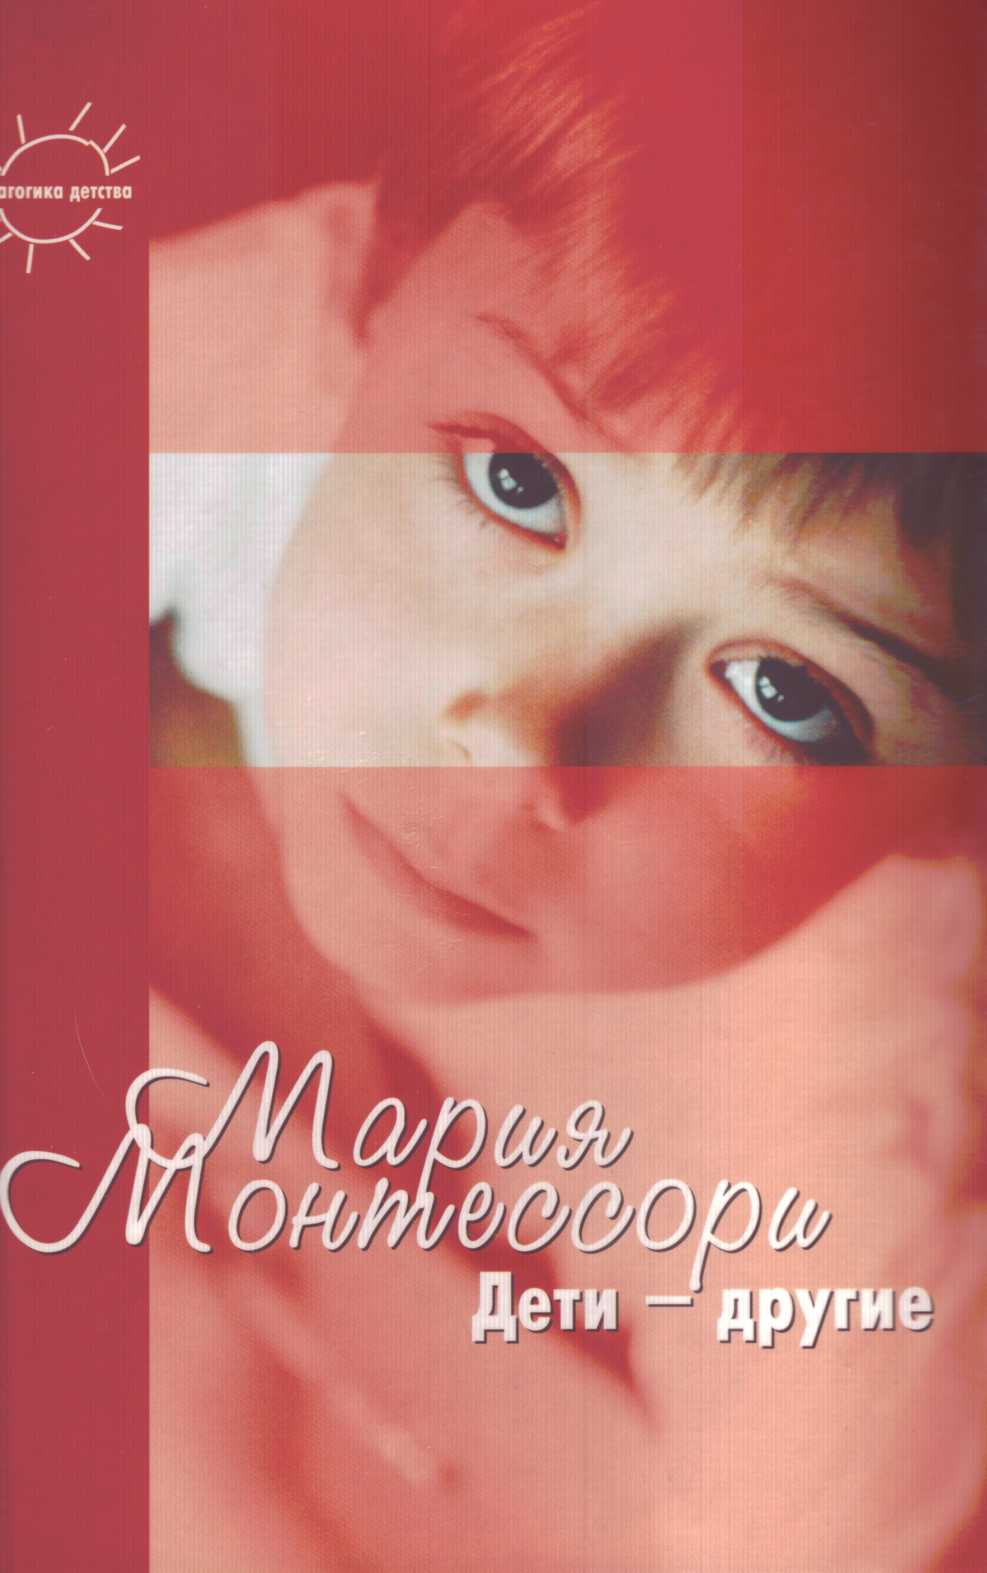 агогика детства
Мария
Монтессори
Дети — другие